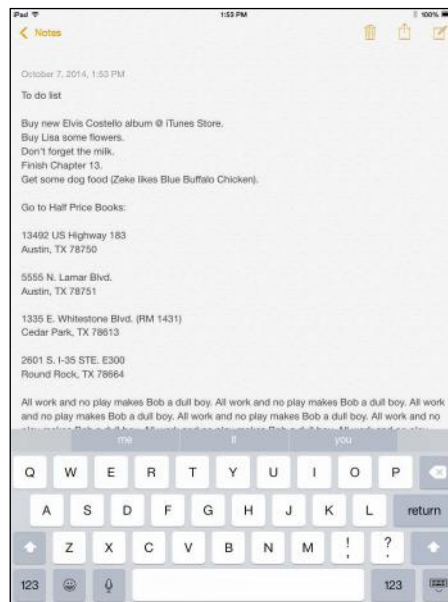 iPad
1:53 PM
100%
Notes
October 7, 2014, 1:53 PM
To do list
Buy new Elvis Costello album @ iTunes Store.
Buy Lisa some flowers.
Don't forget the milk.
Finish Chapter 13.
Get some dog food (Zeke likes Blue Buffalo Chicken).
Go to Half Price Books:
13492 US Highway 183
Austin, TX 78750
5555 N. Lamar Blvd.
Austin, TX 78751
1335 E. Whitestone Blvd. (RM 1431)
Cedar Park, TX 78613
2601 S. I-35 STE. E300
Round Rock, TX 78664
All work and no play makes Bob a dull boy. All work and no play makes Bob a dull boy. All work
and no play makes Bob a dull boy. All work and no play makes Bob a dull boy. All work and no
me you
Q W E R T Y U I O P
A S D F G H J K L return
Z X C V B N M ! , ? .
123 123